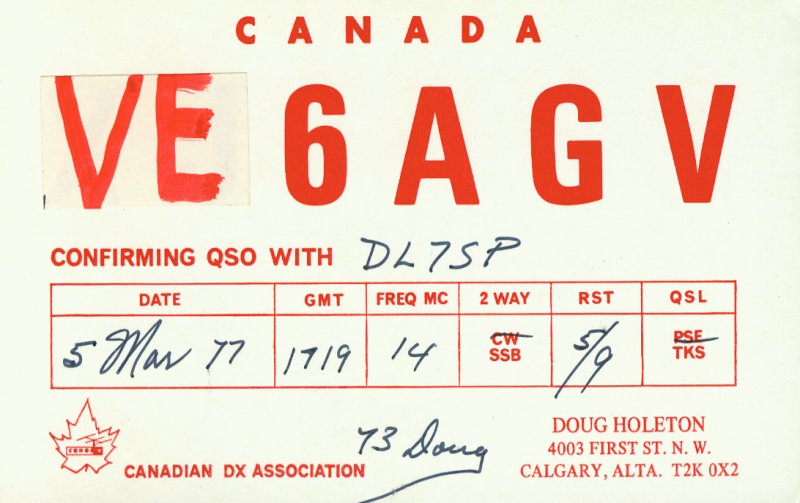 CANADA
VE 6AGV
CONFIRMING QSO WITH DL7SP
DATE GMT FREQ MC 2 WAY RST QSL
5 Mar 77 1719 14 CW SSB 5/9 PSE TKS
73 Doug
CANADIAN DX ASSOCIATION
DOUG HOLETON
4003 FIRST ST. N. W.
CALGARY, ALTA. T2K 0X2